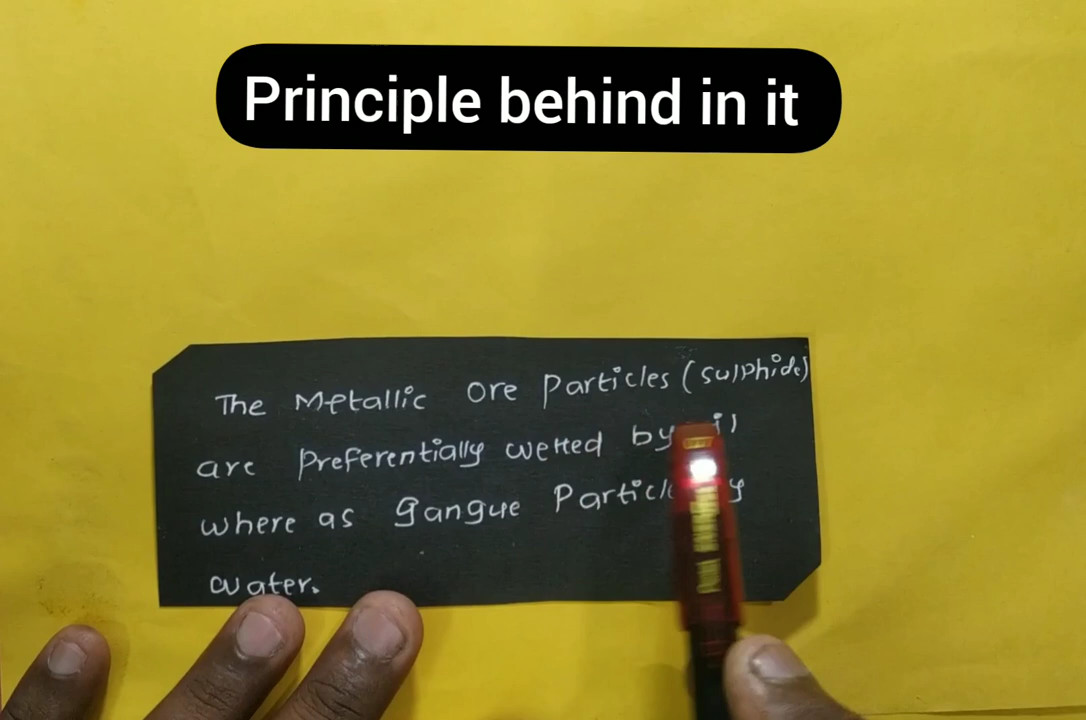 Principle behind in it
The Metallic ore Particles (sulphide)
are preferentially wetted by
where as gangue
water.